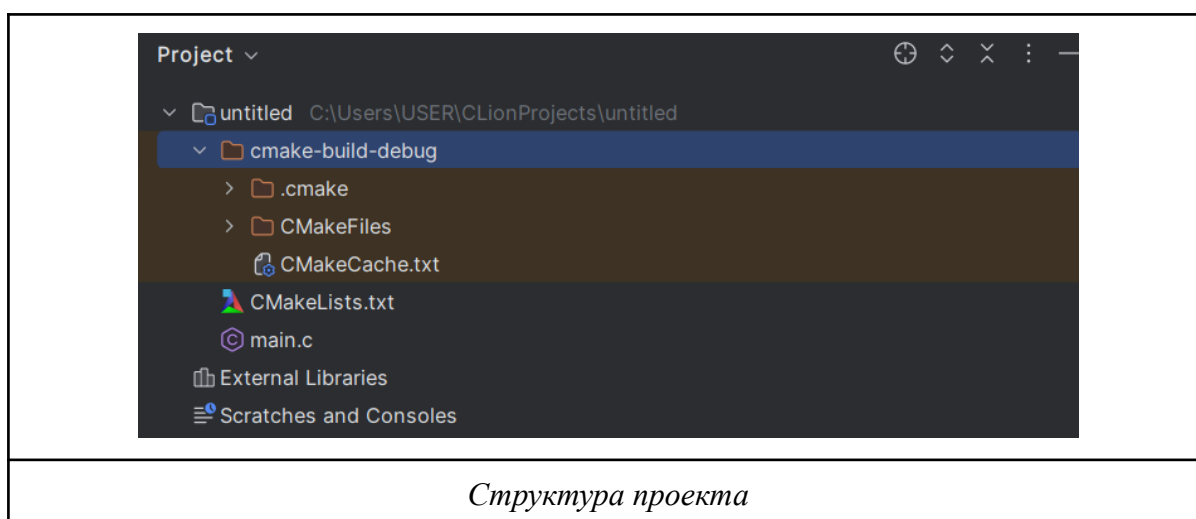 Project
untitled C:\Users\USER\CLionProjects\untitled
cmake-build-debug
.cmake
CMakeFiles
CMakeCache.txt
CMakeLists.txt
main.c
External Libraries
Scratches and Consoles
Структура проекта